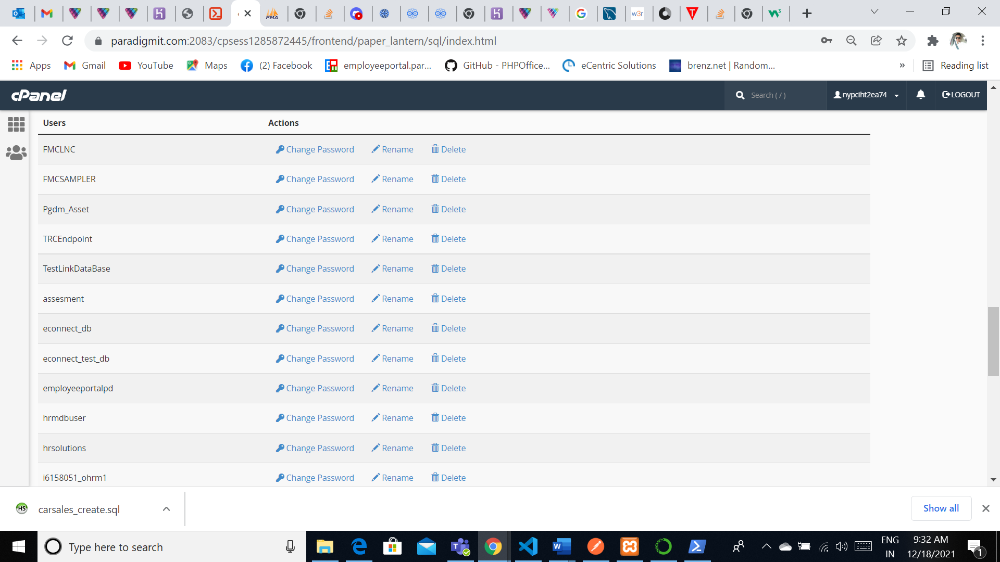 PMA
w3r
paradigmit.com:2083/cpsess1285872445/frontend/paper_lantern/sql/index.html
Apps
Gmail
YouTube
Maps
(2) Facebook
employeeportal.par...
GitHub - PHPOffice...
eCentric Solutions
brenz.net | Random...
»
Reading list
cPanel
Search ( / )
nypciht2ea74
LOGOUT
Users Actions
FMCLNC Change Password Rename Delete
FMCSAMPLER Change Password Rename Delete
Pgdm_Asset Change Password Rename Delete
TRCEndpoint Change Password Rename Delete
TestLinkDataBase Change Password Rename Delete
assesment Change Password Rename Delete
econnect_db Change Password Rename Delete
econnect_test_db Change Password Rename Delete
employeeportalpd Change Password Rename Delete
hrmdbuser Change Password Rename Delete
hrsolutions Change Password Rename Delete
i6158051_ohrm1 Change Password Rename Delete
HS carsales_create.sql
Show all
Type here to search
ENG
IN
9:32 AM
12/18/2021
1